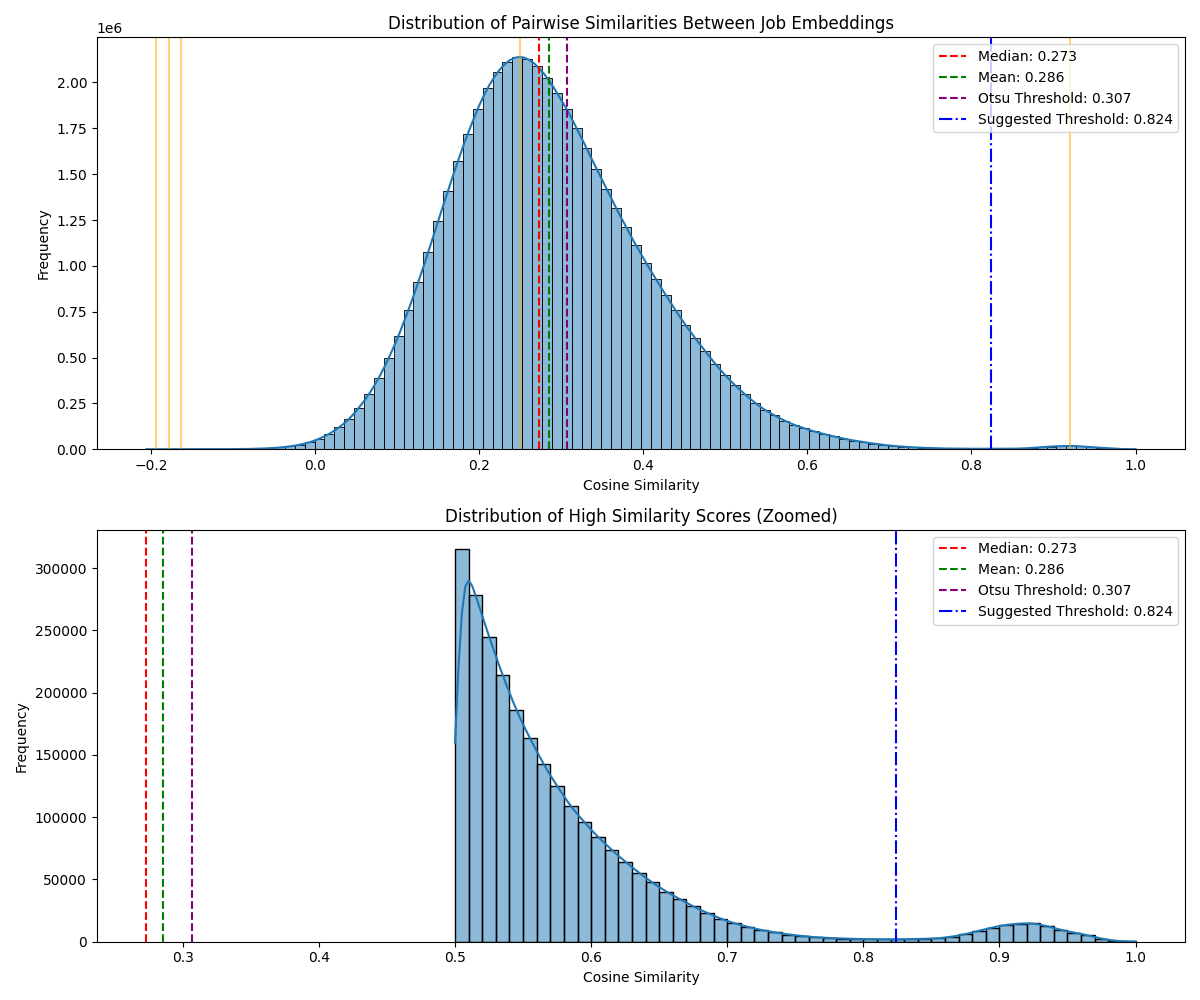 Distribution of Pairwise Similarities Between Job Embeddings
1e6
2.00
1.75
1.50
1.25
1.00
0.75
0.50
0.25
0.00
Frequency
Median: 0.273
Mean: 0.286
Otsu Threshold: 0.307
Suggested Threshold: 0.824
−0.2 0.0 0.2 0.4 0.6 0.8 1.0
Cosine Similarity
Distribution of High Similarity Scores (Zoomed)
300000
250000
200000
150000
100000
50000
0
Frequency
Median: 0.273
Mean: 0.286
Otsu Threshold: 0.307
Suggested Threshold: 0.824
0.3 0.4 0.5 0.6 0.7 0.8 0.9 1.0
Cosine Similarity